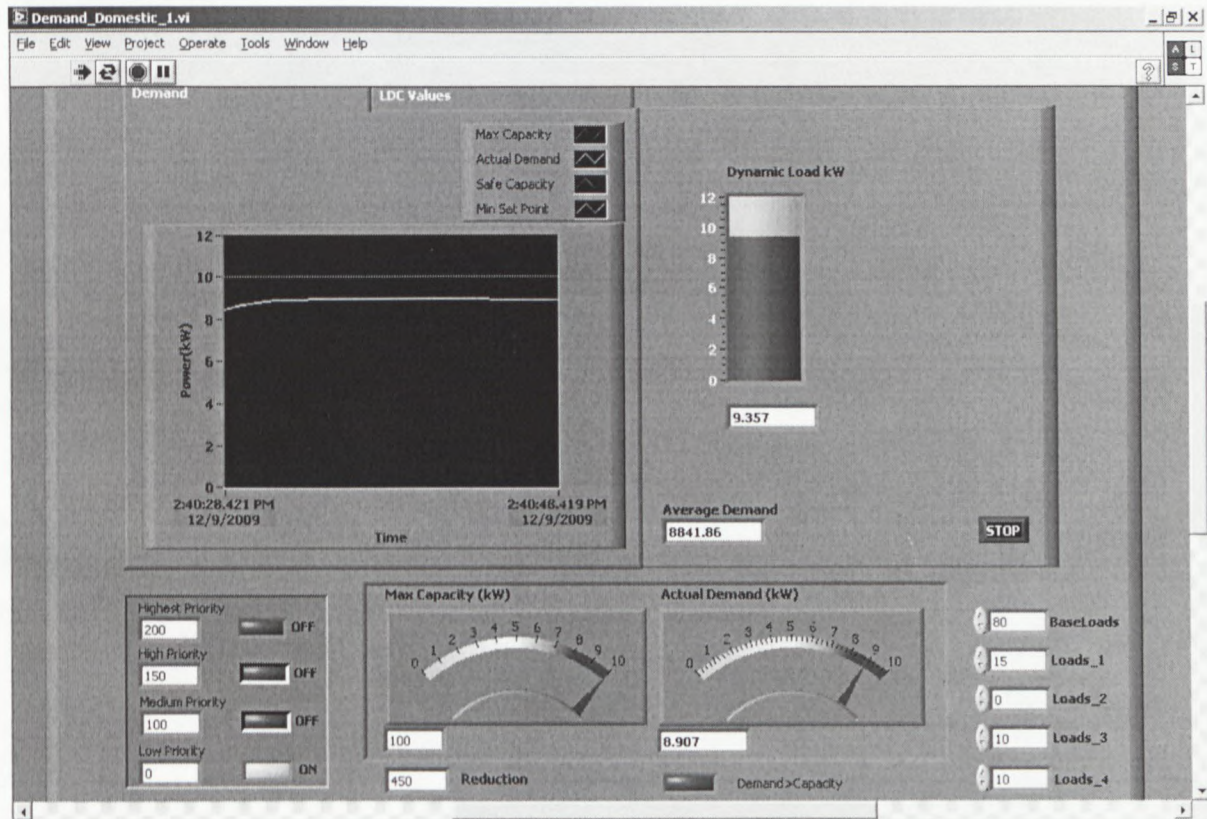 Demand_Domestic_1.vi
File Edit View Project Operate Tools Window Help
A L
S T
Demand
LDC Values
Max Capacity
Actual Demand
Safe Capacity
Min Set Point
Dynamic Load kW
12
10
8
6
4
2
0
9.357
Power(kW)
12
10
8
6
4
2
0
2:40:28.421 PM
12/9/2009
2:40:46.419 PM
12/9/2009
Time
Average Demand
8841.86
STOP
Highest Priority
200 OFF
High Priority
150 OFF
Medium Priority
100 OFF
Low Priority
0 ON
Max Capacity (kW)
0 1 2 3 4 5 6 7 8 9 10
100
Actual Demand (kW)
0 1 2 3 4 5 6 7 8 9 10
8.907
450 Reduction
Demand>Capacity
80 BaseLoads
15 Loads_1
0 Loads_2
10 Loads_3
10 Loads_4